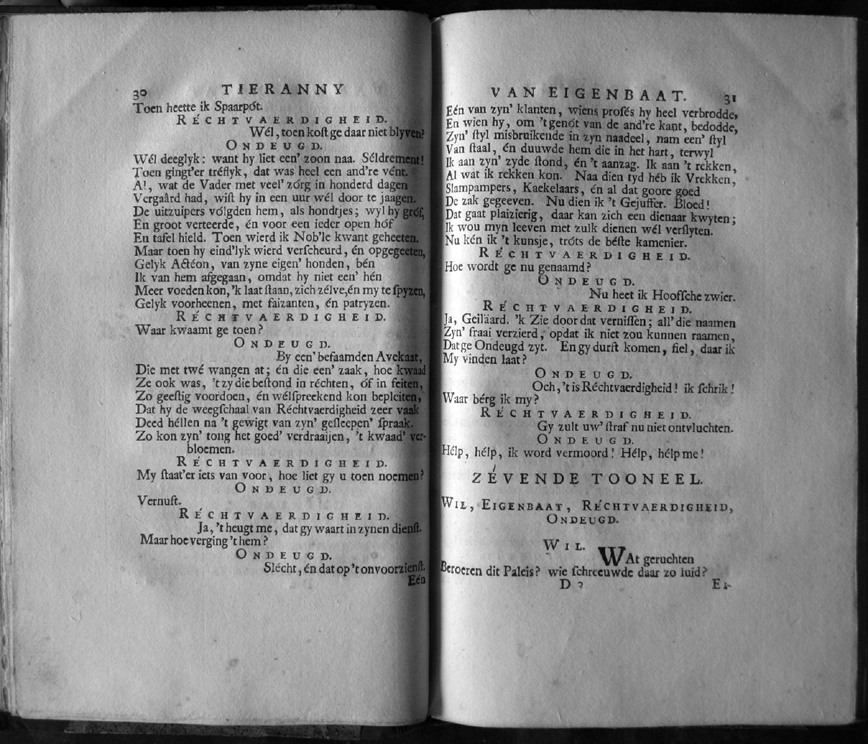 30 TIERANNY
Toen heette ik Spaarpót.
RÉCHTVAERDIGHEID.
Wél, toen koſt ge daar niet blyven?
ONDEUGD.
Wél deeglyk: want hy liet een' zoon naa. Séldrement!
Toen gingt'er tréflyk, dat was heel een and're vént.
Al, wat de Vader met veel' zórg in honderd dagen
Vergaârd had, wiſt hy in een uur wél door te jaagen.
De uitzuipers vólgden hem, als hondtjes; wyl hy gróf,
En groot verteerde, én voor een ieder open hóf
En tafel hield. Toen wierd ik Nob'le kwant geheeten.
Maar toen hy eind'lyk wierd verſcheurd, én opgegeeten,
Gelyk Actéon, van zyne eigen' honden, bén
Ik van hem afgegaan, omdat hy niet een' hén
Meer voeden kon, 'k laat ſtaan, zich zélve, én my te ſpyzen,
Gelyk voorheenen, met faizanten, én patryzen.
RÉCHTVAERDIGHEID.
Waar kwaamt ge toen?
ONDEUGD.
By een' befaamden Avekaat,
Die met twé wangen at; én die een' zaak, hoe kwaad
Ze ook was, 't zy die beſtond in réchten, óf in feiten,
Zo geeſtig voordoen, én wélſpreekend kon bepleiten,
Dat hy de weegſchaal van Réchtvaerdigheid zeer vaak
Deed héllen na 't gewigt van zyn' geſleepen' ſpraak.
Zo kon zyn' tong het goed' verdraaijen, 't kwaad' ver-
bloemen.
RÉCHTVAERDIGHEID.
My ſtaat'er iets van voor, hoe liet gy u toen noemen?
ONDEUGD.
Vernuft.
RÉCHTVAERDIGHEID.
Ja, 't heugt me, dat gy waart in zynen dienſt.
Maar hoe verging 't hem?
ONDEUGD.
Slécht, én dat op 't onvoorzienſt.
Eén
VAN EIGENBAAT. 31
Eén van zyn' klanten, wiens profés hy heel verbrodde,
En wien hy, om 't genót van de and're kant, bedodde,
Zyn' ſtyl misbruikende in zyn naadeel, nam een' ſtyl
Van ſtaal, én duuwde hem die in het hart, terwyl
Ik aan zyn' zyde ſtond, én 't aanzag. Ik aan 't rekken,
Al wat ik rekken kon. Naa dien tyd héb ik Vrekken,
Slampampers, Kaekelaars, én al dat goore goed
De zak gegeeven. Nu dien ik 't Gejuffer. Bloed!
Dat gaat plaizierig, daar kan zich een dienaar kwyten;
Ik wou myn leeven met zulk dienen wél verſlyten.
Nu kén ik 't kunsje, tróts de béſte kamenier.
RÉCHTVAERDIGHEID.
Hoe wordt ge nu genaamd?
ONDEUGD.
Nu heet ik Hoofſche zwier.
RÉCHTVAERDIGHEID.
Ja, Geilaard. 'k Zie door dat verniſſen; all' die naamen
Zyn' fraai verzierd, opdat ik niet zou kunnen raamen,
Dat ge Ondeugd zyt. En gy durft komen, fiel, daar ik
My vinden laat?
ONDEUGD.
Och, 't is Réchtvaerdigheid! ik ſchrik!
Waar bérg ik my?
RÉCHTVAERDIGHEID.
Gy zult uw' ſtraf nu niet ontvluchten.
ONDEUGD.
Hélp, hélp, ik word vermoord! Hélp, hélp me!
ZÉVENDE TOONEEL.
WIL, EIGENBAAT, RÉCHTVAERDIGHEID,
ONDEUGD.
WIL.
WAt geruchten
Beroeren dit Paleis? wie ſchreeuwde daar zo luid?
D